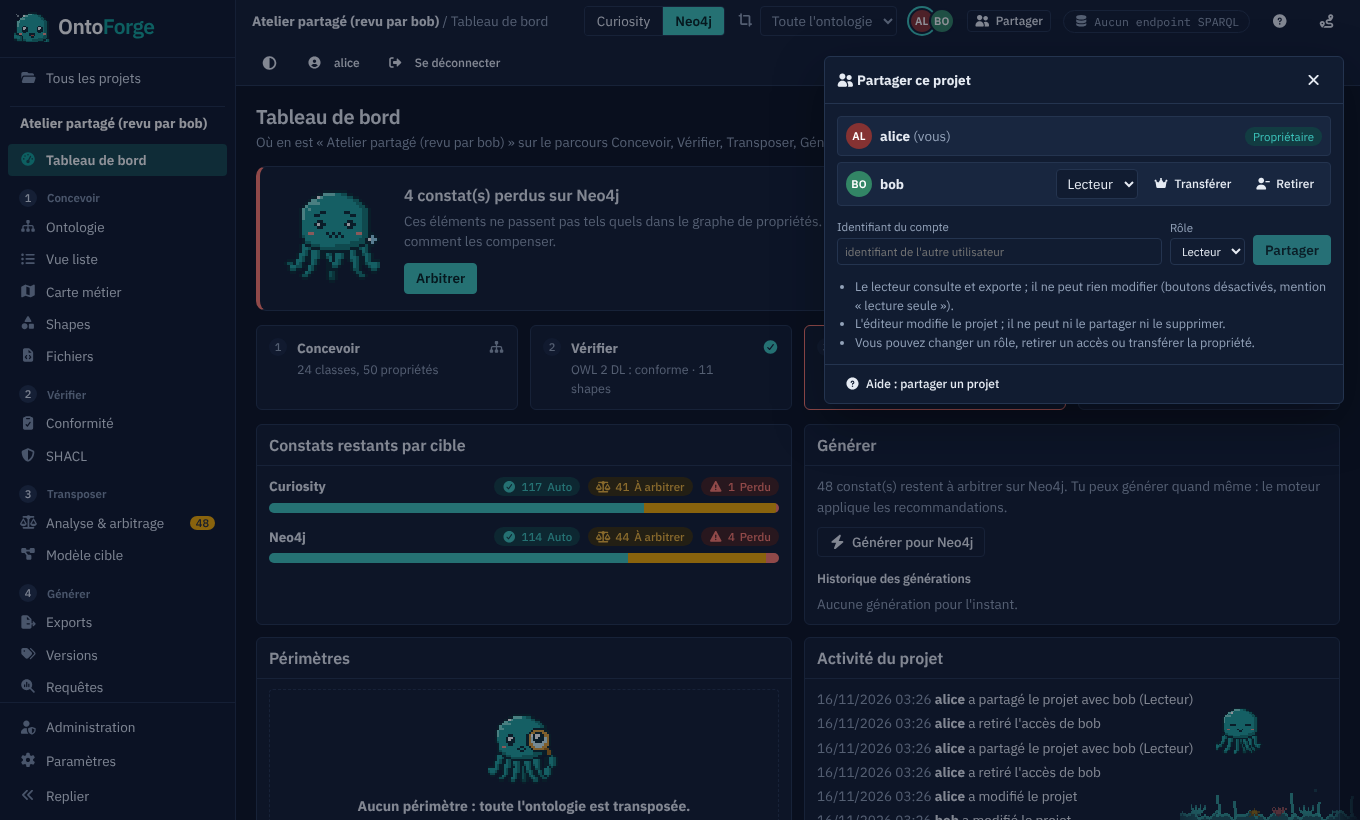 OntoForge
Tous les projets
Atelier partagé (revu par bob)
Tableau de bord
1 Concevoir
Ontologie
Vue liste
Carte métier
Shapes
Fichiers
2 Vérifier
Conformité
SHACL
3 Transposer
Analyse & arbitrage 48
Modèle cible
4 Générer
Exports
Versions
Requêtes
Administration
Paramètres
Replier
Atelier partagé (revu par bob) / Tableau de bord
Curiosity Neo4j
Toute l'ontologie
AL BO
Partager
Aucun endpoint SPARQL
alice
Se déconnecter
Tableau de bord
Où en est « Atelier partagé (revu par bob) » sur le parcours Concevoir, Vérifier, Transposer, Gén
4 constat(s) perdus sur Neo4j
Ces éléments ne passent pas tels quels dans le graphe de propriétés.
comment les compenser.
Arbitrer
1 Concevoir
24 classes, 50 propriétés
2 Vérifier
OWL 2 DL : conforme · 11
shapes
Partager ce projet
AL alice (vous) Propriétaire
BO bob Lecteur Transférer Retirer
Identifiant du compte Rôle
identifiant de l'autre utilisateur Lecteur Partager
• Le lecteur consulte et exporte ; il ne peut rien modifier (boutons désactivés, mention
« lecture seule »).
• L'éditeur modifie le projet ; il ne peut ni le partager ni le supprimer.
• Vous pouvez changer un rôle, retirer un accès ou transférer la propriété.
Aide : partager un projet
Constats restants par cible
Curiosity 117 Auto 41 À arbitrer 1 Perdu
Neo4j 114 Auto 44 À arbitrer 4 Perdu
Générer
48 constat(s) restent à arbitrer sur Neo4j. Tu peux générer quand même : le moteur
applique les recommandations.
Générer pour Neo4j
Historique des générations
Aucune génération pour l'instant.
Périmètres
Aucun périmètre : toute l'ontologie est transposée.
Activité du projet
16/11/2026 03:26 alice a partagé le projet avec bob (Lecteur)
16/11/2026 03:26 alice a retiré l'accès de bob
16/11/2026 03:26 alice a partagé le projet avec bob (Lecteur)
16/11/2026 03:26 alice a retiré l'accès de bob
16/11/2026 03:26 alice a modifié le projet
16/11/2026 03:26 bob a modifié le projet